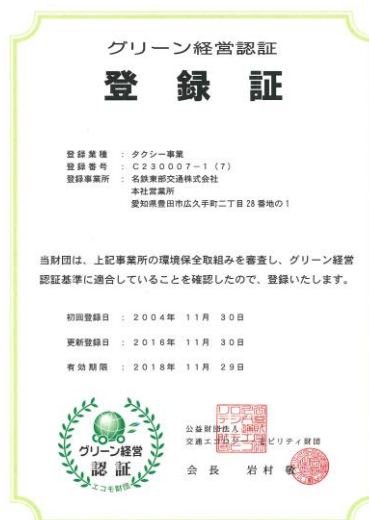 グリーン経営認証
登録証
登録業種 : タクシー事業
登録番号 : C230007-1(7)
登録事業所 : 名鉄東部交通株式会社
本社営業所
愛知県豊田市広久手町二丁目28番地の1
当財団は、上記事業所の環境保全取組みを審査し、グリーン経営
認証基準に適合していることを確認したので、登録いたします。
初回登録日 : 2004年 11月 30日
更新登録日 : 2016年 11月 30日
有効期限 : 2018年 11月 29日
グリーン経営
認証
エコモ財団
公益財団法人
交通エコロジー・モビリティ財団
会長 岩村 敬